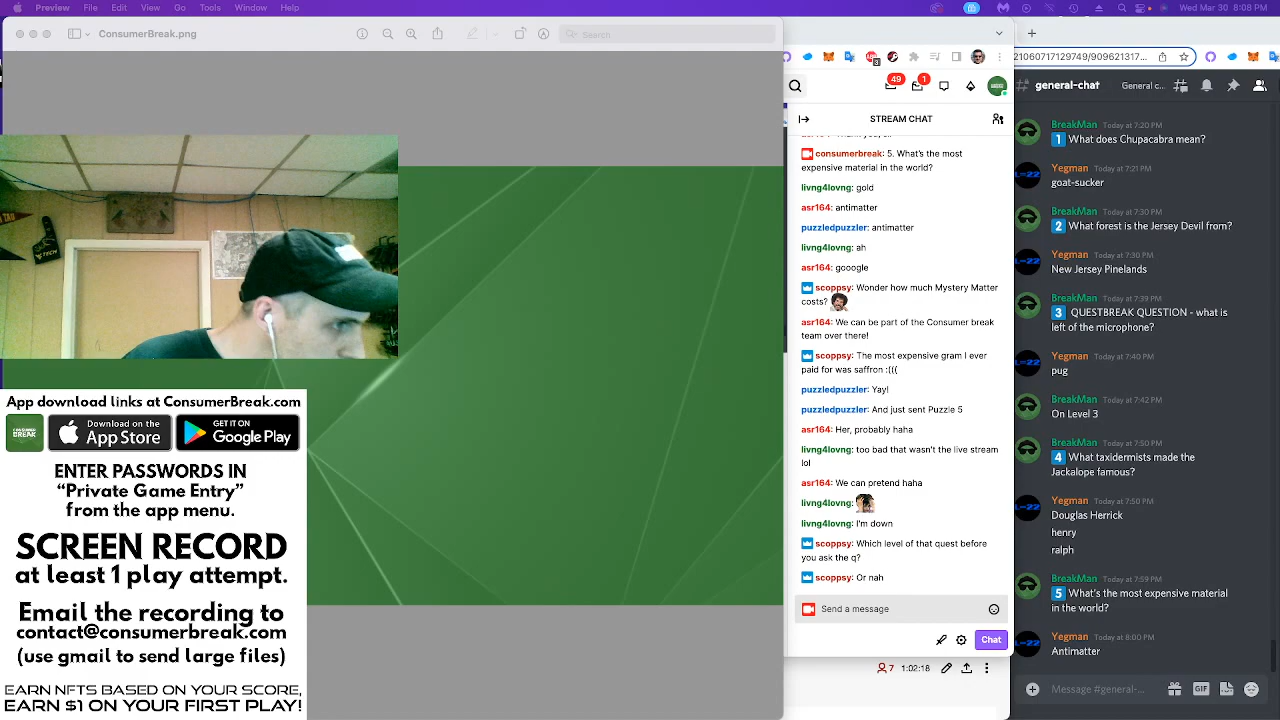 Preview File Edit View Go Tools Window Help
Wed Mar 30 8:08 PM
ConsumerBreak.png
Search
App download links at ConsumerBreak.com
CONSUMER
BREAK
Download on the
App Store
GET IT ON
Google Play
ENTER PASSWORDS IN
“Private Game Entry”
from the app menu.
SCREEN RECORD
at least 1 play attempt.
Email the recording to
contact@consumerbreak.com
(use gmail to send large files)
EARN NFTS BASED ON YOUR SCORE,
EARN $1 ON YOUR FIRST PLAY!
49
1
STREAM CHAT
consumerbreak: 5. What's the most
expensive material in the world?
livng4lovng: gold
asr164: antimatter
puzzledpuzzler: antimatter
livng4lovng: ah
asr164: gooogle
scoppsy: Wonder how much Mystery Matter
costs?
asr164: We can be part of the Consumer break
team over there!
scoppsy: The most expensive gram I ever
paid for was saffron :(((
puzzledpuzzler: Yay!
puzzledpuzzler: And just sent Puzzle 5
asr164: Her, probably haha
livng4lovng: too bad that wasn't the live stream
lol
asr164: We can pretend haha
livng4lovng:
livng4lovng: I'm down
scoppsy: Which level of that quest before
you ask the q?
scoppsy: Or nah
Send a message
Chat
7 1:02:18
21060717129749/909621317...
general-chat General c...
BreakMan Today at 7:20 PM
1 What does Chupacabra mean?
Yegman Today at 7:21 PM
goat-sucker
BreakMan Today at 7:30 PM
2 What forest is the Jersey Devil from?
Yegman Today at 7:30 PM
New Jersey Pinelands
BreakMan Today at 7:39 PM
3 QUESTBREAK QUESTION - what is
left of the microphone?
Yegman Today at 7:40 PM
pug
BreakMan Today at 7:42 PM
On Level 3
BreakMan Today at 7:50 PM
4 What taxidermists made the
Jackalope famous?
Yegman Today at 7:50 PM
Douglas Herrick
henry
ralph
BreakMan Today at 7:59 PM
5 What's the most expensive material
in the world?
Yegman Today at 8:00 PM
Antimatter
Message #general-...
GIF